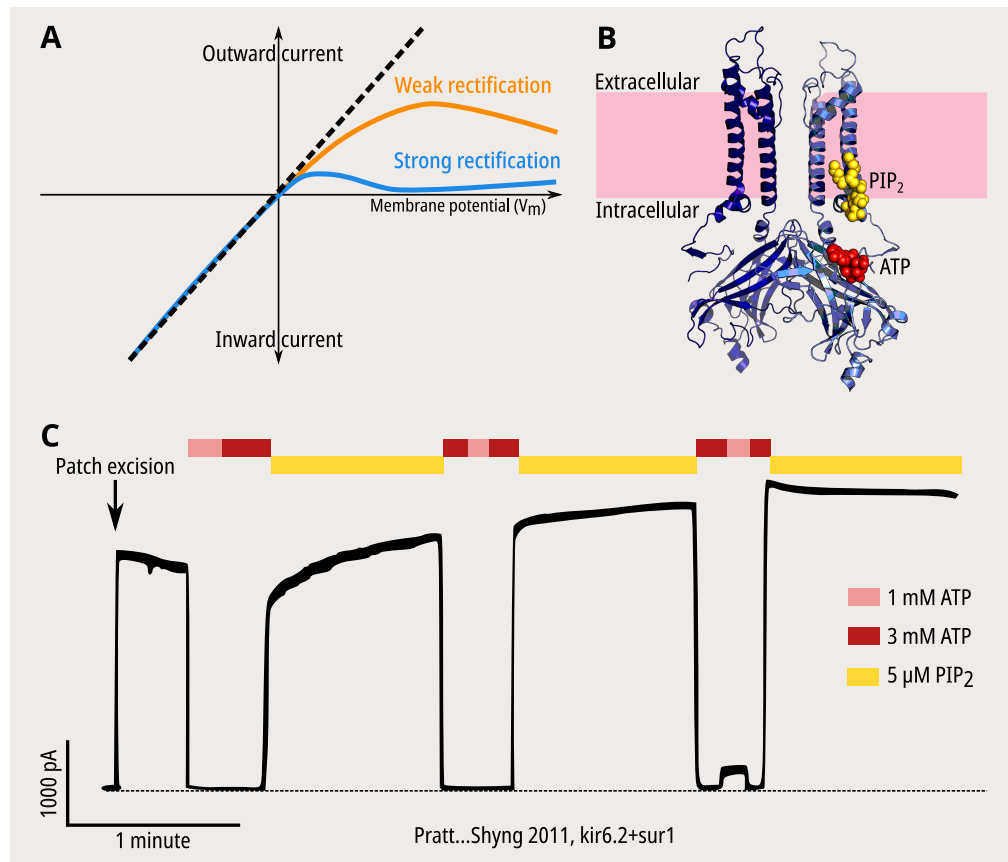 A
Outward current
Weak rectification
Strong rectification
Membrane potential (Vm)
Inward current
B
Extracellular
PIP2
Intracellular
ATP
C
Patch excision
1 mM ATP
3 mM ATP
5 µM PIP2
1000 pA
1 minute
Pratt...Shyng 2011, kir6.2+sur1